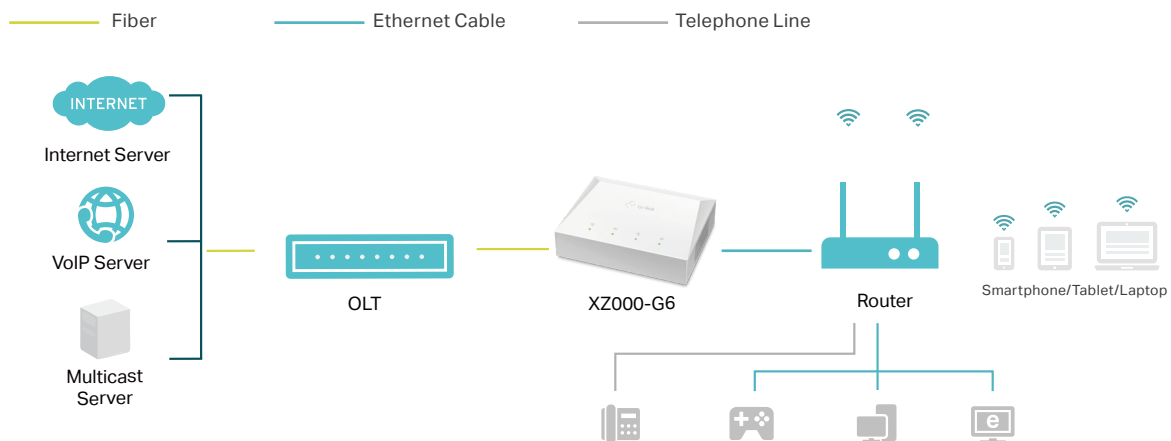 Fiber
Ethernet Cable
Telephone Line
INTERNET
Internet Server
VoIP Server
Multicast
Server
OLT
XZ000-G6
Router
Smartphone/Tablet/Laptop
e